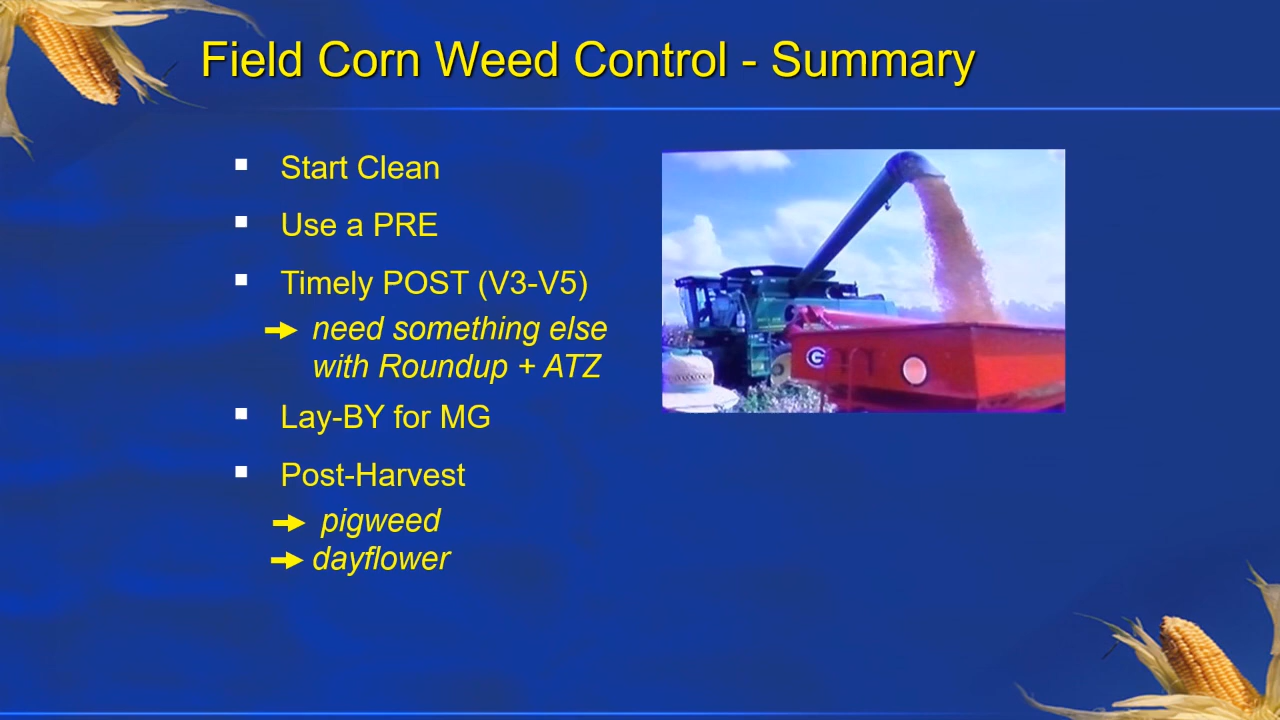 Field Corn Weed Control - Summary
Start Clean
Use a PRE
Timely POST (V3-V5)
need something else
with Roundup + ATZ
Lay-BY for MG
Post-Harvest
pigweed
dayflower
G